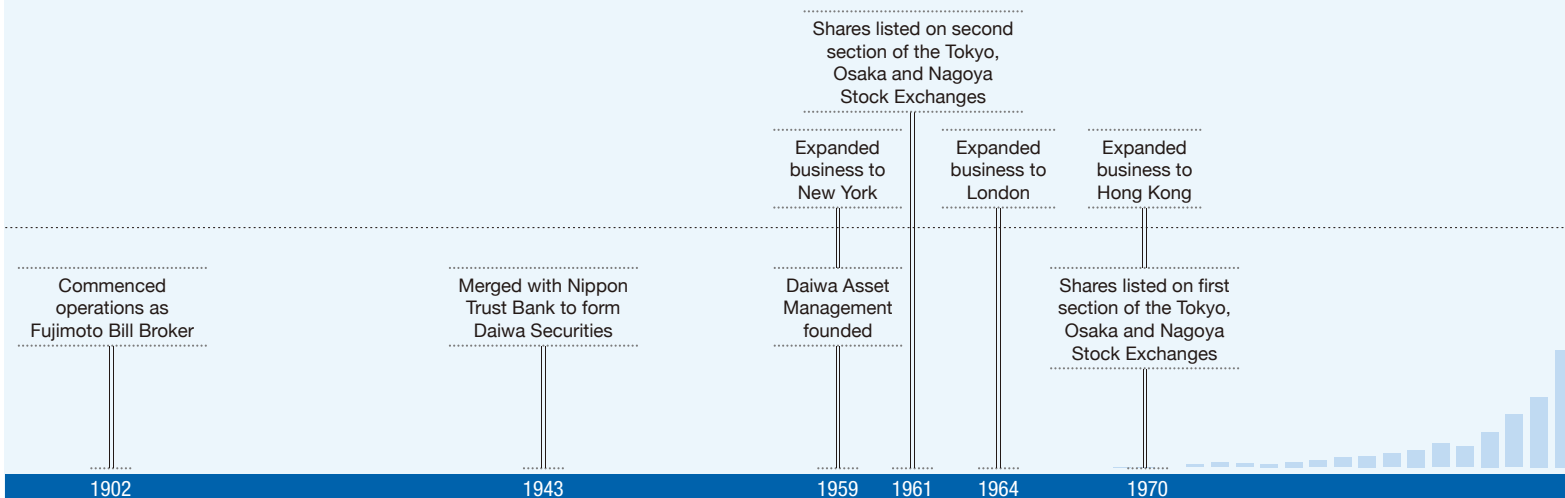 Shares listed on second
section of the Tokyo,
Osaka and Nagoya
Stock Exchanges
Expanded
business to
New York
Expanded
business to
London
Expanded
business to
Hong Kong
Commenced
operations as
Fujimoto Bill Broker
Merged with Nippon
Trust Bank to form
Daiwa Securities
Daiwa Asset
Management
founded
Shares listed on first
section of the Tokyo,
Osaka and Nagoya
Stock Exchanges
1902
1943
1959
1961
1964
1970